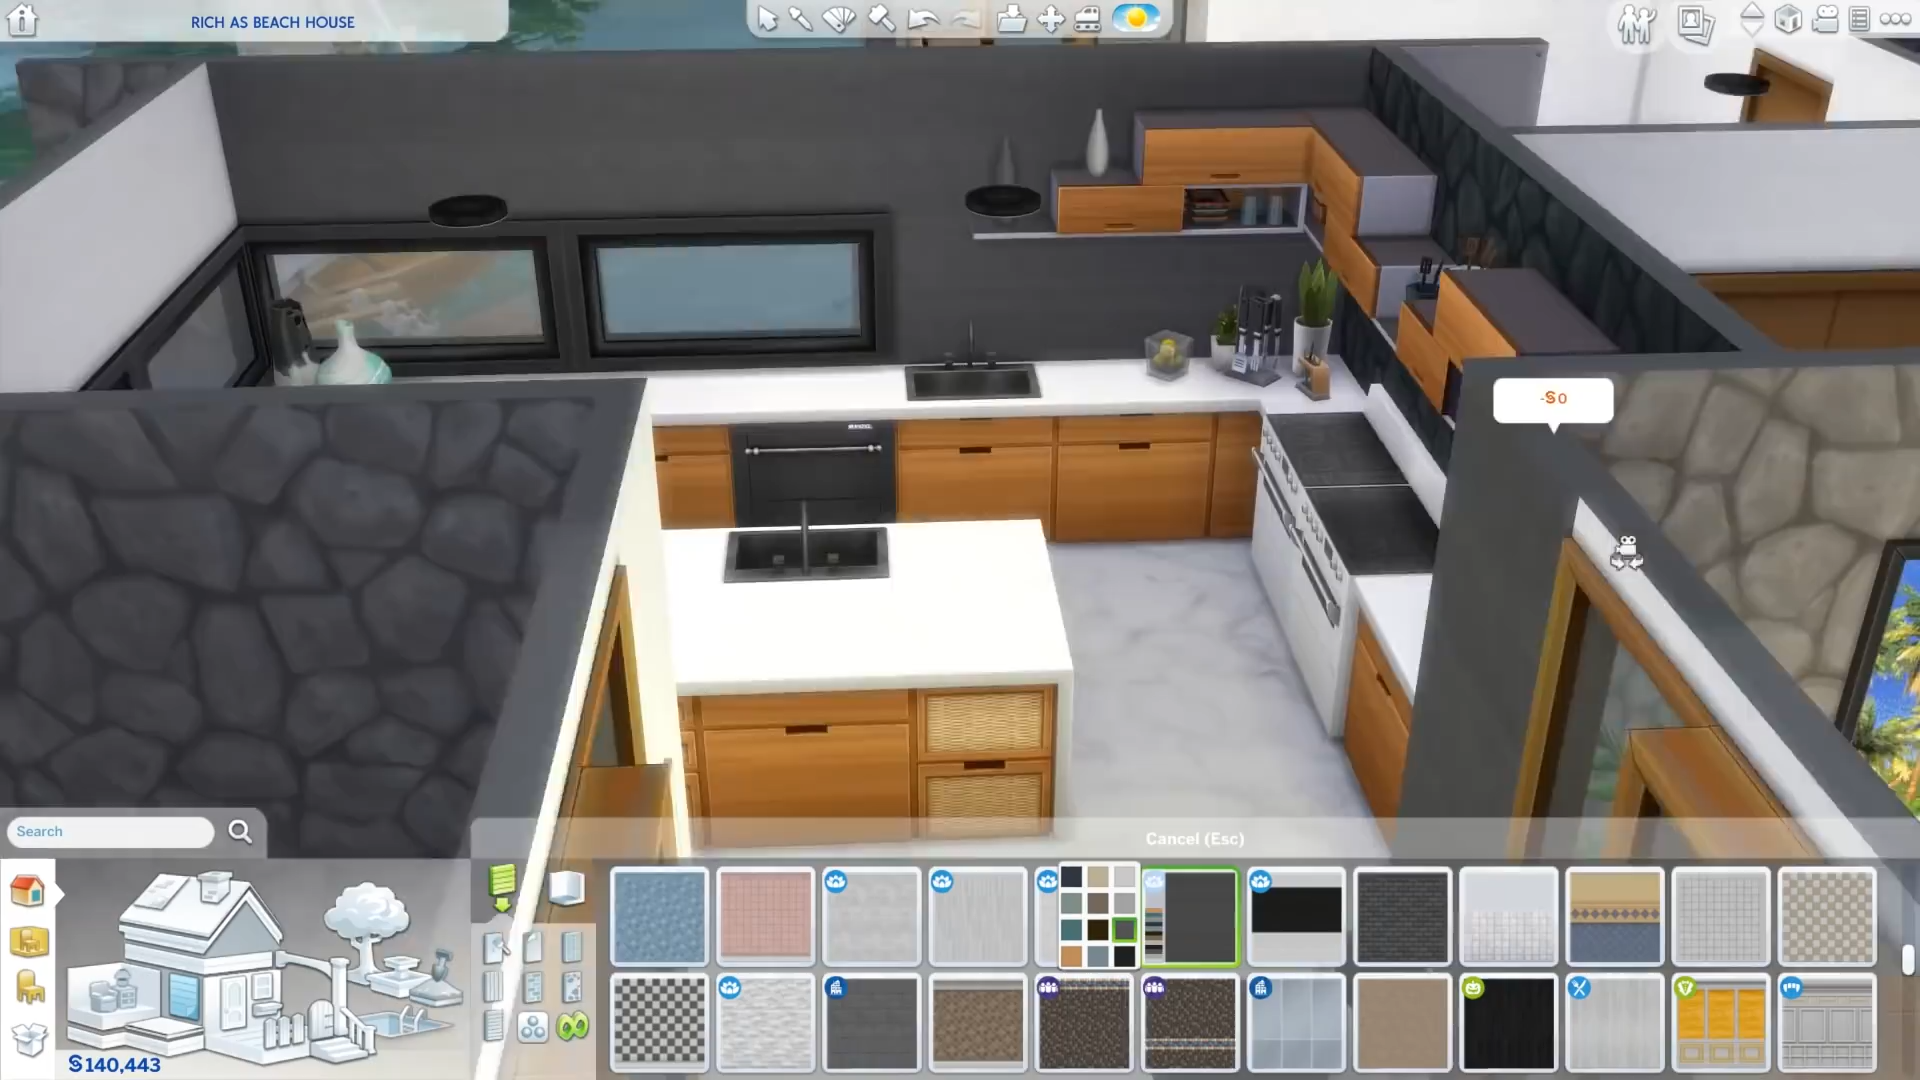 RICH AS BEACH HOUSE
-§0
Search
Cancel (Esc)
§140,443